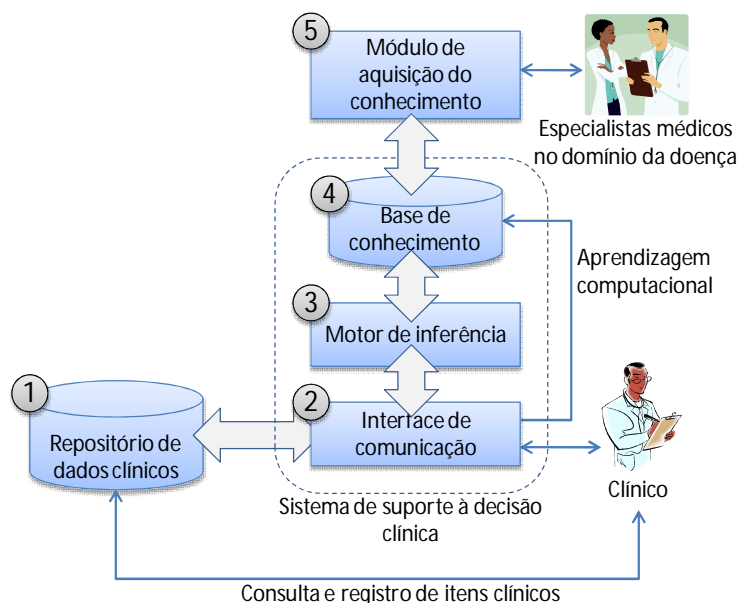 5
Módulo de
aquisição do
conhecimento
Especialistas médicos
no domínio da doença
4
Base de
conhecimento
Aprendizagem
computacional
3
Motor de inferência
1
Repositório de
dados clínicos
2
Interface de
comunicação
Clínico
Sistema de suporte à decisão
clínica
Consulta e registro de itens clínicos